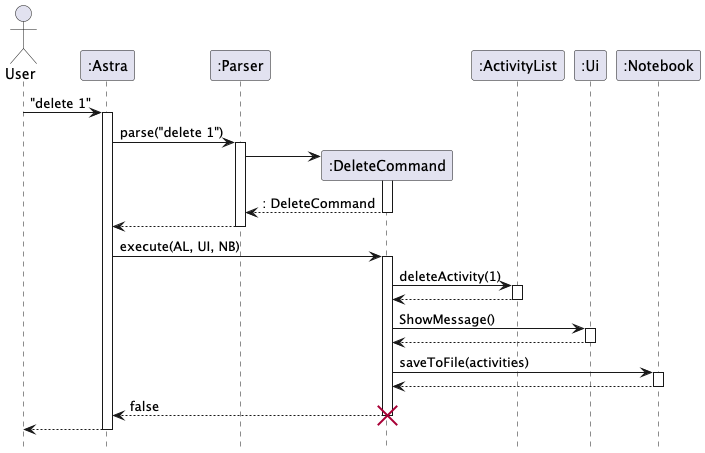 User
:Astra
:Parser
:ActivityList
:Ui
:Notebook
"delete 1"
parse("delete 1")
:DeleteCommand
: DeleteCommand
execute(AL, UI, NB)
deleteActivity(1)
ShowMessage()
saveToFile(activities)
false